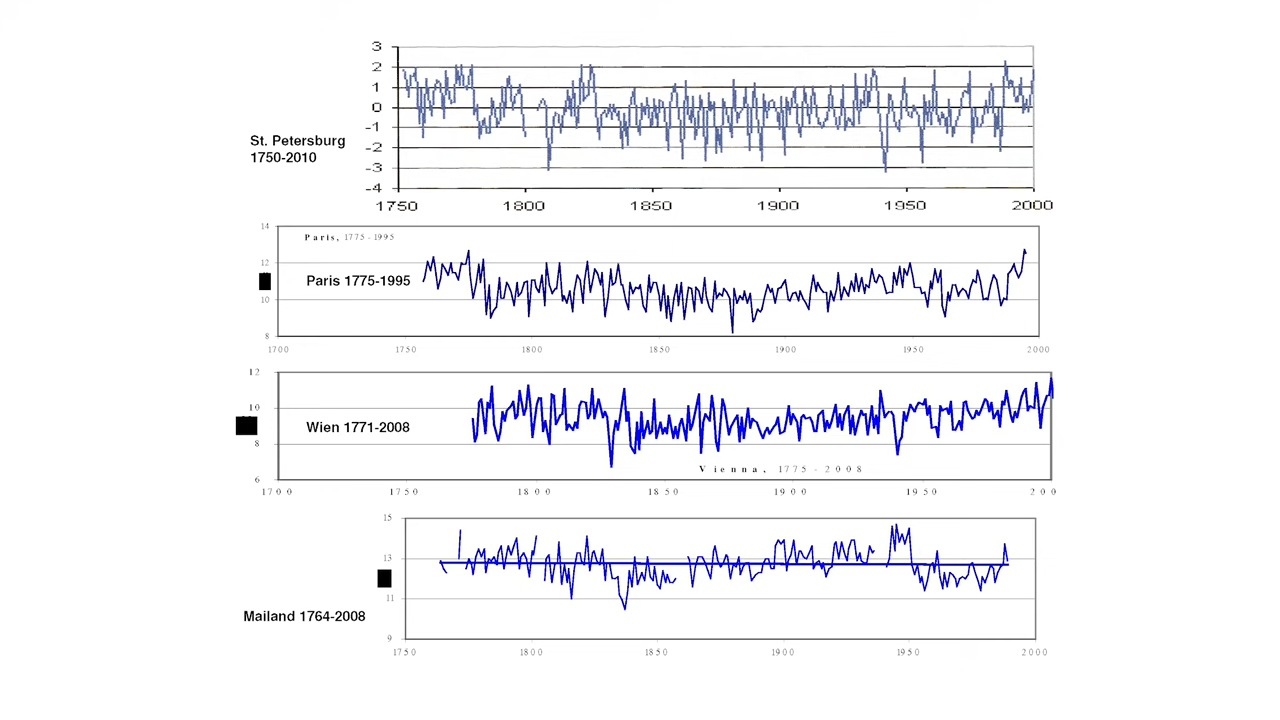 3
2
1
0
-1
-2
-3
-4
St. Petersburg
1750-2010
1750 1800 1850 1900 1950 2000
14
12
10
8
Paris, 1775-1995
Paris 1775-1995
1700 1750 1800 1850 1900 1950 2000
12
10
8
6
Wien 1771-2008
Vienna, 1775-2008
1700 1750 1800 1850 1900 1950 200
15
13
11
9
Mailand 1764-2008
1750 1800 1850 1900 1950 2000